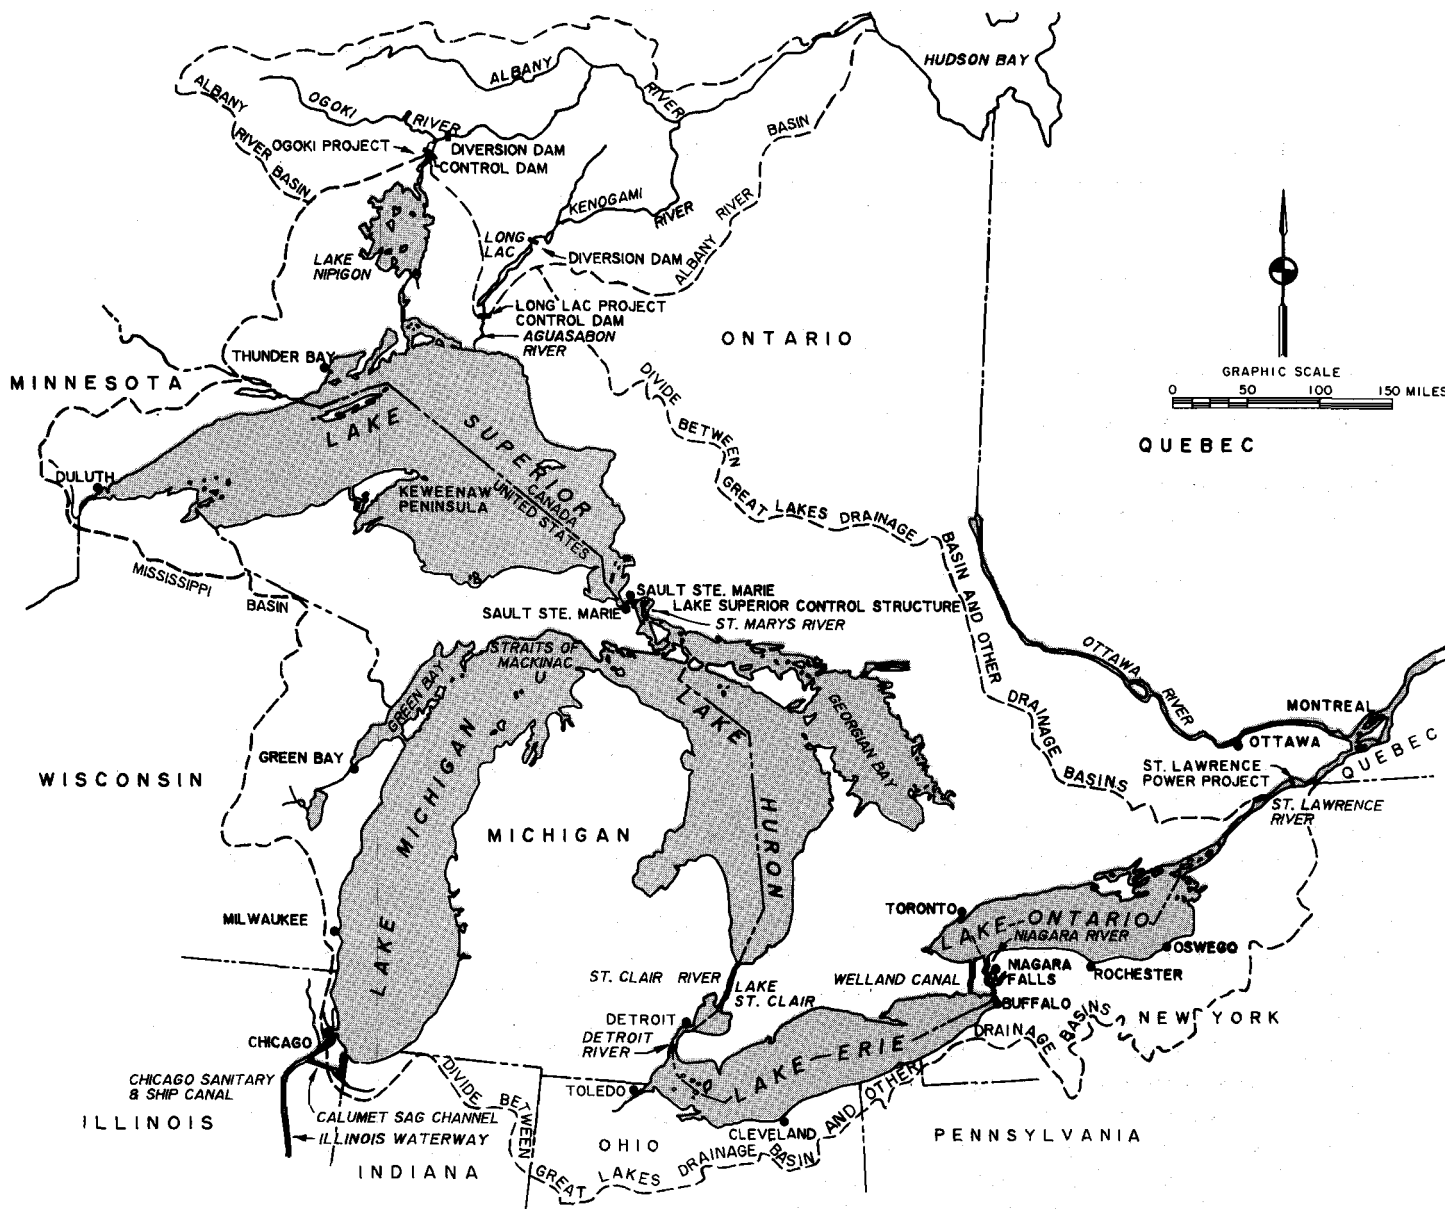 HUDSON BAY
ALBANY
RIVER
ALBANY
RIVER
BASIN
OGOKI
RIVER
OGOKI PROJECT
DIVERSION DAM
CONTROL DAM
BASIN
RIVER
ALBANY
KENOGAMI
RIVER
LONG
LAC
DIVERSION DAM
LAKE
NIPIGON
LONG LAC PROJECT
CONTROL DAM
AGUASABON
RIVER
ONTARIO
THUNDER BAY
MINNESOTA
GRAPHIC SCALE
0 50 100 150 MILES
QUEBEC
DIVIDE
BETWEEN
GREAT LAKES DRAINAGE
BASIN AND OTHER
DRAINAGE
BASINS
LAKE
SUPERIOR
CANADA
UNITED STATES
DULUTH
KEWEENAW
PENINSULA
MISSISSIPPI
BASIN
SAULT STE. MARIE
SAULT STE. MARIE
LAKE SUPERIOR CONTROL STRUCTURE
ST. MARYS RIVER
STRAITS OF
MACKINAC
U
GREEN BAY
GREEN BAY
OTTAWA
RIVER
MONTREAL
OTTAWA
QUEBEC
ST. LAWRENCE
POWER PROJECT
ST. LAWRENCE
RIVER
WISCONSIN
LAKE
MICHIGAN
MICHIGAN
LAKE
HURON
GEORGIAN BAY
MILWAUKEE
TORONTO
LAKE ONTARIO
NIAGARA RIVER
OSWEGO
ROCHESTER
NIAGARA
FALLS
WELLAND CANAL
BUFFALO
NEW YORK
ST. CLAIR RIVER
LAKE
ST. CLAIR
DETROIT
DETROIT
RIVER
LAKE ERIE
CHICAGO
CHICAGO SANITARY
& SHIP CANAL
CALUMET SAG CHANNEL
ILLINOIS WATERWAY
ILLINOIS
INDIANA
TOLEDO
OHIO
CLEVELAND
PENNSYLVANIA
DIVIDE
BETWEEN
GREAT
LAKES
DRAINAGE
BASIN
AND OTHER
DRAINAGE
BASINS